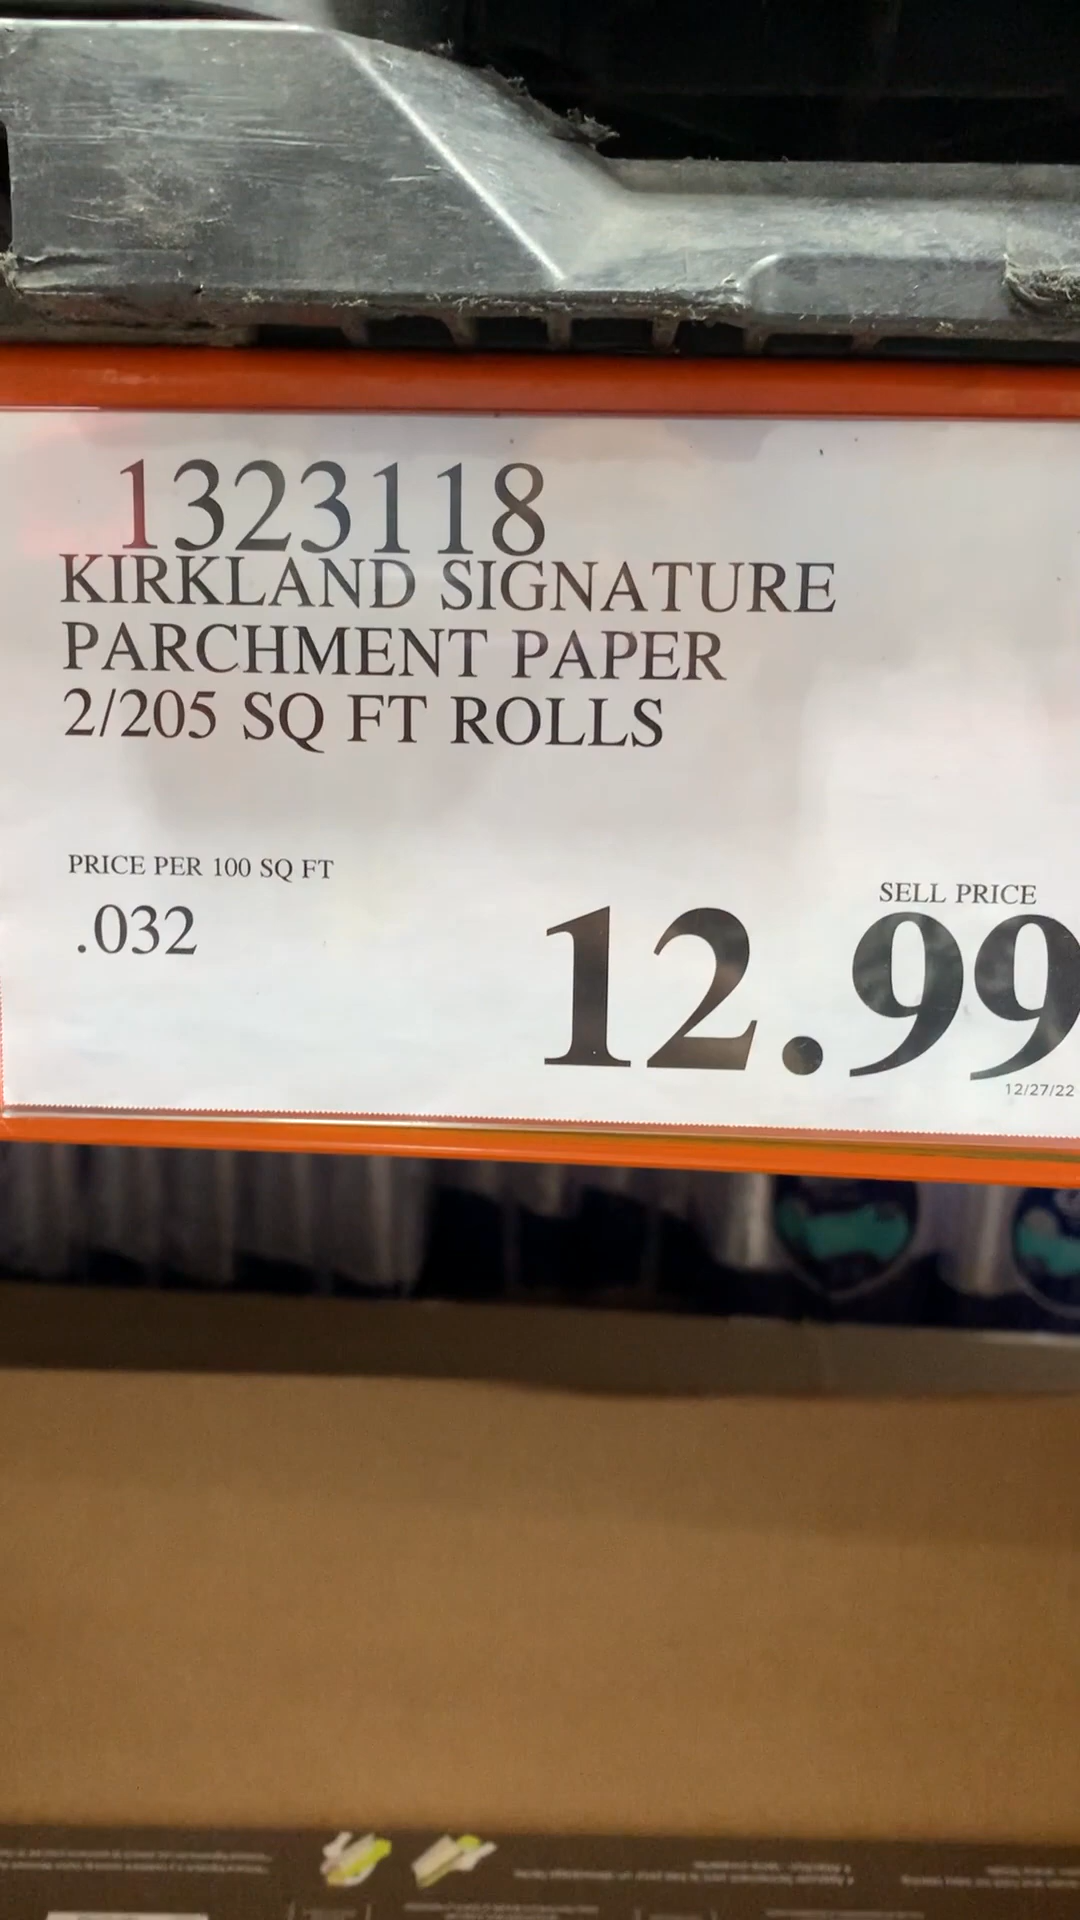 1323118
KIRKLAND SIGNATURE
PARCHMENT PAPER
2/205 SQ FT ROLLS
PRICE PER 100 SQ FT
.032
SELL PRICE
12.99
12/27/22